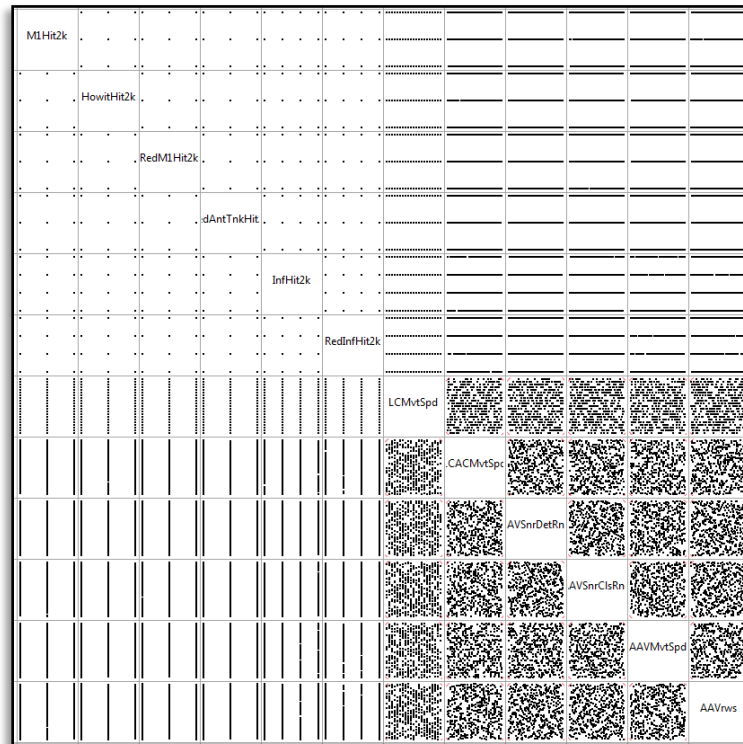 M1Hit2k
HowitHit2k
RedM1Hit2k
dAntTnkHit
InfHit2k
RedInfHit2k
LCMvtSpd
CACMvtSpd
AVSnrDetRn
AVSnrClsRn
AAVMvtSpd
AAVrws